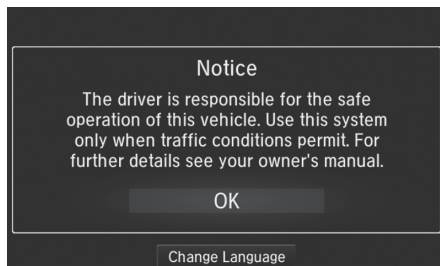 Notice
The driver is responsible for the safe
operation of this vehicle. Use this system
only when traffic conditions permit. For
further details see your owner's manual.
OK
Change Language